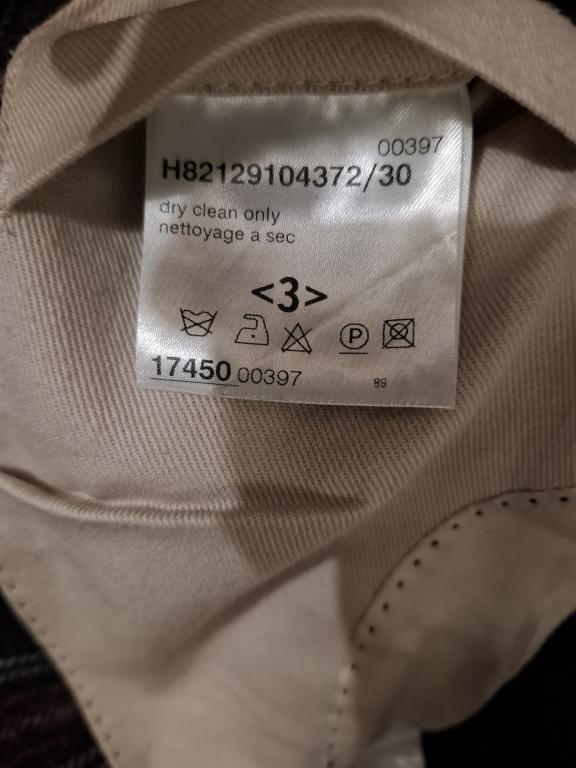 00397
H82129104372/30
dry clean only
nettoyage a sec
<3>
P
17450 00397
89